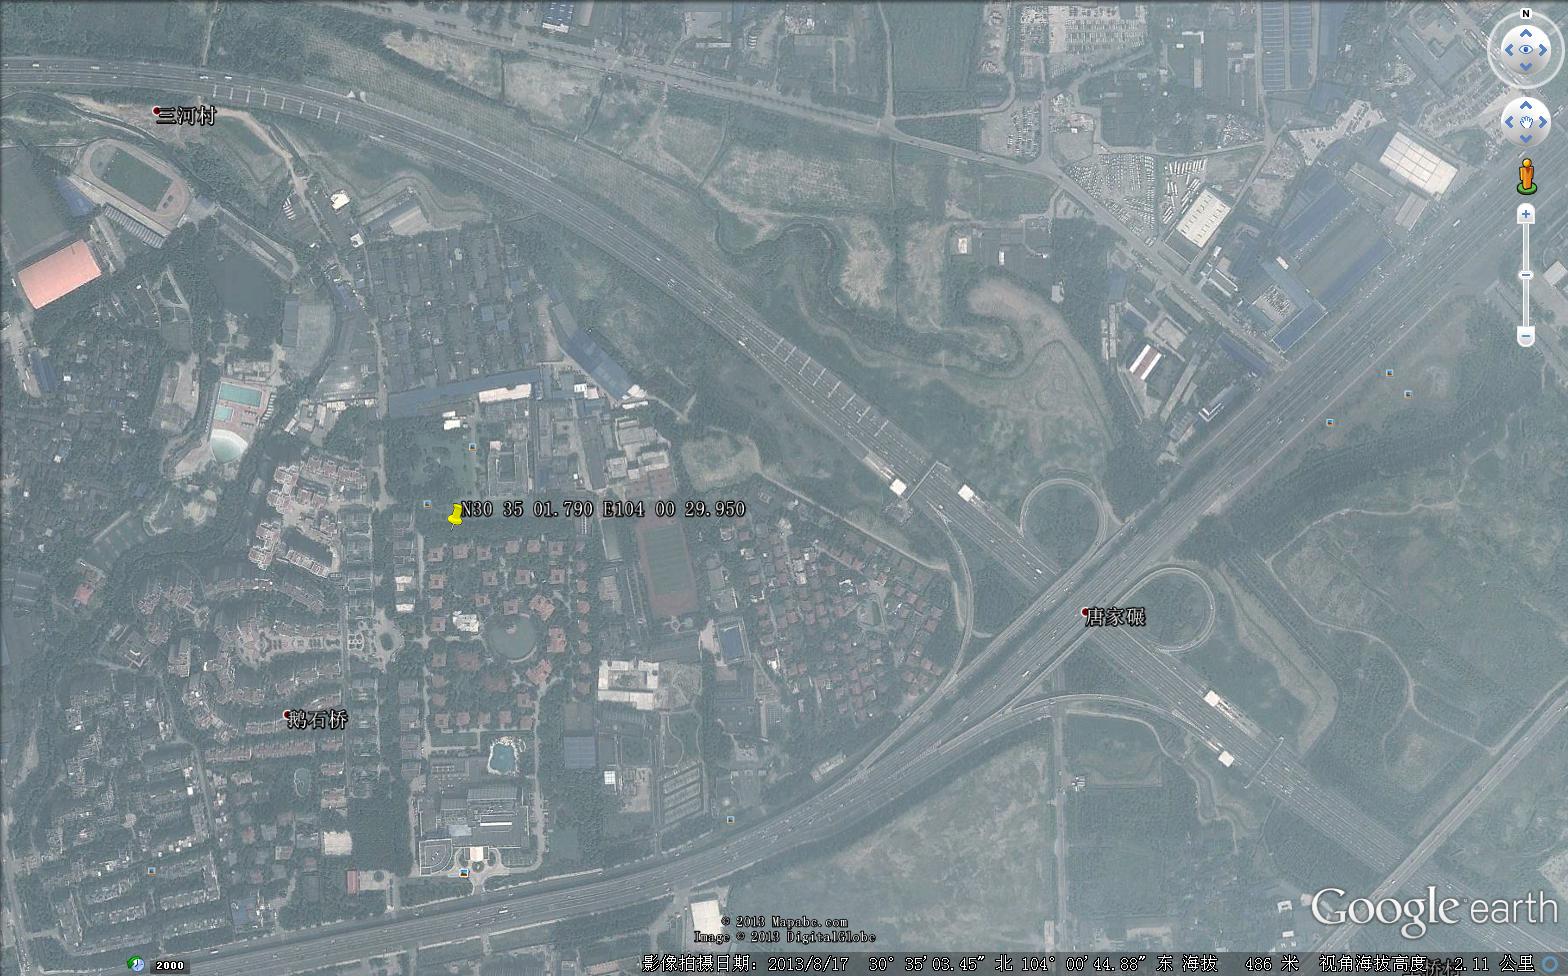 N
三河村
N30 35 01.790 E104 00 29.950
唐家碾
鹅石桥
Google earth
© 2013 Mapabc.com
Image © 2013 DigitalGlobe
2000
影像拍摄日期: 2013/8/17 30° 35′03.45″ 北 104° 00′44.88″ 东 海拔 486 米 视角海拔高度 2.11 公里